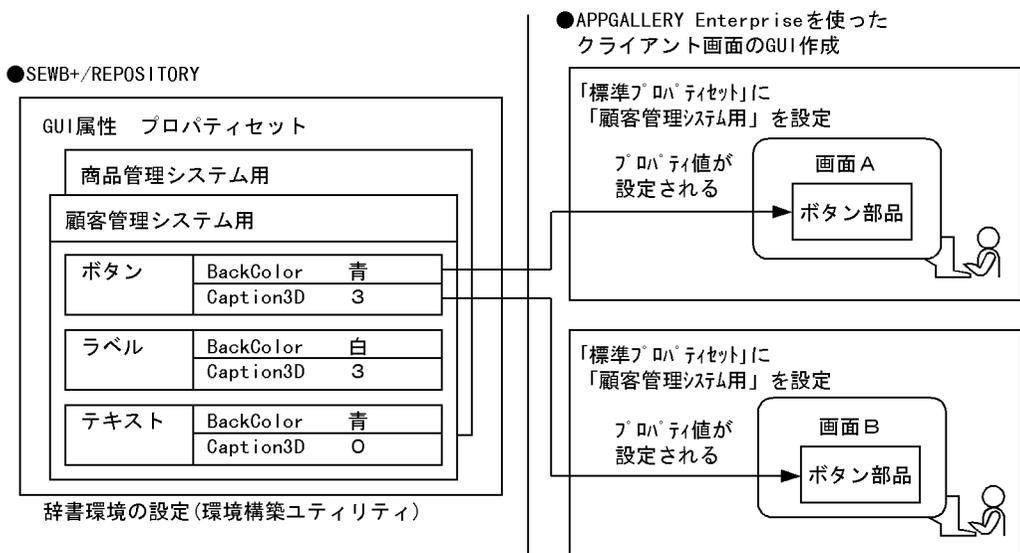 ●SEWB+/REPOSITORY
GUI属性 プロパティセット
商品管理システム用
顧客管理システム用
ボタン BackColor 青
Caption3D 3
ラベル BackColor 白
Caption3D 3
テキスト BackColor 青
Caption3D 0
辞書環境の設定(環境構築ユティリティ)
●APPGALLERY Enterpriseを使った
クライアント画面のGUI作成
「標準ﾌﾟﾛﾊﾟﾃｨｾｯﾄ」に
「顧客管理ｼｽﾃﾑ用」を設定
ﾌﾟﾛﾊﾟﾃｨ値が
設定される
画面A
ボタン部品
「標準ﾌﾟﾛﾊﾟﾃｨｾｯﾄ」に
「顧客管理ｼｽﾃﾑ用」を設定
ﾌﾟﾛﾊﾟﾃｨ値が
設定される
画面B
ボタン部品